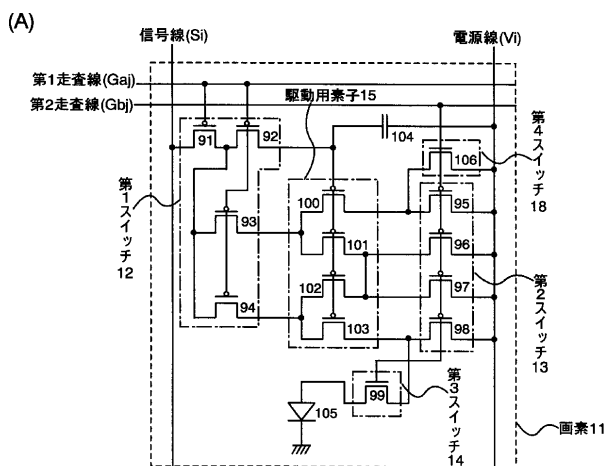 (A)
信号線(Si)
電源線(Vi)
第1走査線(Gaj)
第2走査線(Gbj)
駆動用素子15
91
92
104
第4スイッチ18
106
第1スイッチ12
93
100
95
101
96
102
97
94
103
98
第2スイッチ13
99
第3スイッチ14
105
画素11